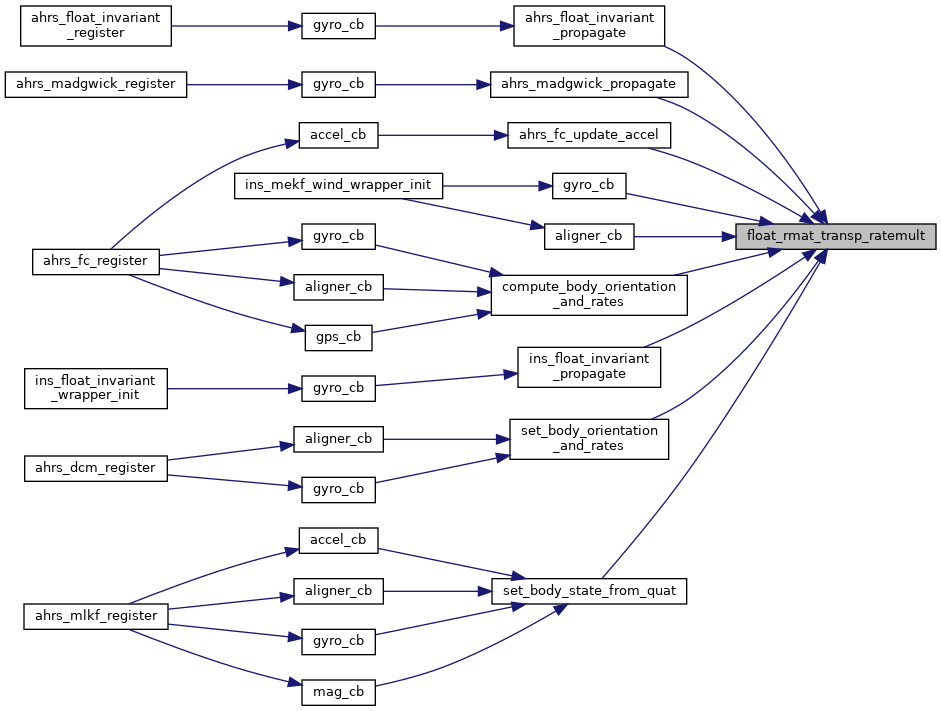 ahrs_float_invariant
_register
gyro_cb
ahrs_float_invariant
_propagate
ahrs_madgwick_register
gyro_cb
ahrs_madgwick_propagate
accel_cb
ahrs_fc_update_accel
ins_mekf_wind_wrapper_init
gyro_cb
aligner_cb
float_rmat_transp_ratemult
ahrs_fc_register
gyro_cb
aligner_cb
gps_cb
compute_body_orientation
_and_rates
ins_float_invariant
_wrapper_init
gyro_cb
ins_float_invariant
_propagate
ahrs_dcm_register
aligner_cb
gyro_cb
set_body_orientation
_and_rates
ahrs_mlkf_register
accel_cb
aligner_cb
gyro_cb
mag_cb
set_body_state_from_quat